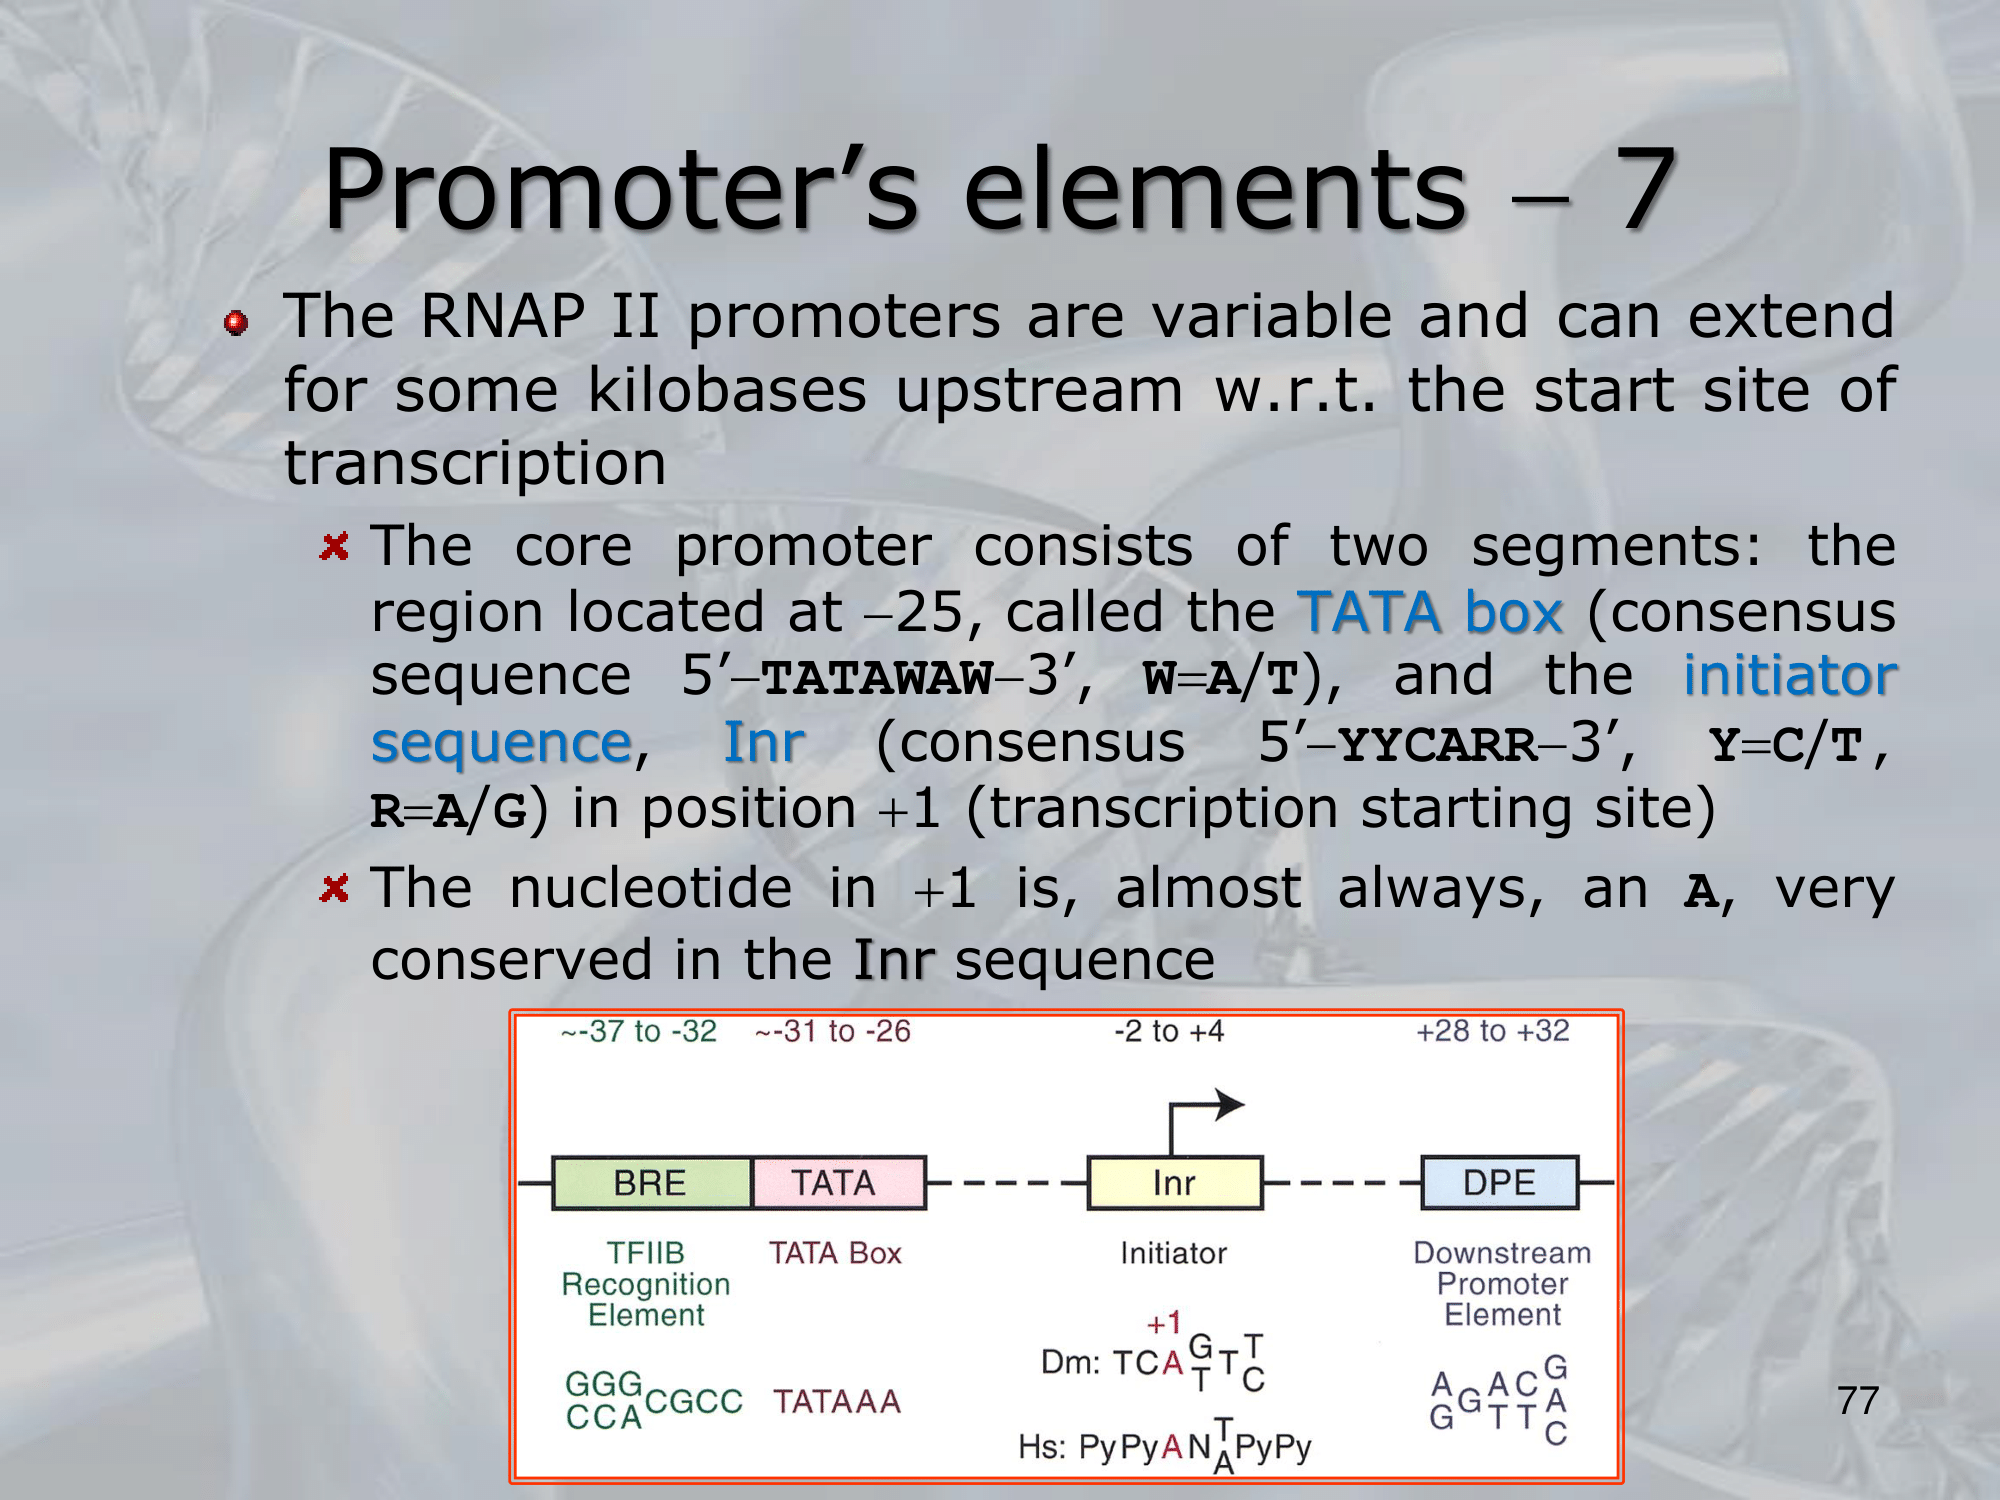 Promoter’s elements – 7
The RNAP II promoters are variable and can extend
for some kilobases upstream w.r.t. the start site of
transcription
The core promoter consists of two segments: the
region located at –25, called the TATA box (consensus
sequence 5’–TATAWAW–3’, W=A/T), and the initiator
sequence, Inr (consensus 5’–YYCARR–3’, Y=C/T,
R=A/G) in position +1 (transcription starting site)
The nucleotide in +1 is, almost always, an A, very
conserved in the Inr sequence
~-37 to -32 ~-31 to -26 -2 to +4 +28 to +32
BRE TATA Inr DPE
TFIIB TATA Box Initiator Downstream
Recognition Promoter
Element Element
+1
G T
Dm: TCA T
T C
G
GGG A A C
CGCC TATAAA G A
CCA G T T
C
77
T
Hs: PyPyAN PyPy
A